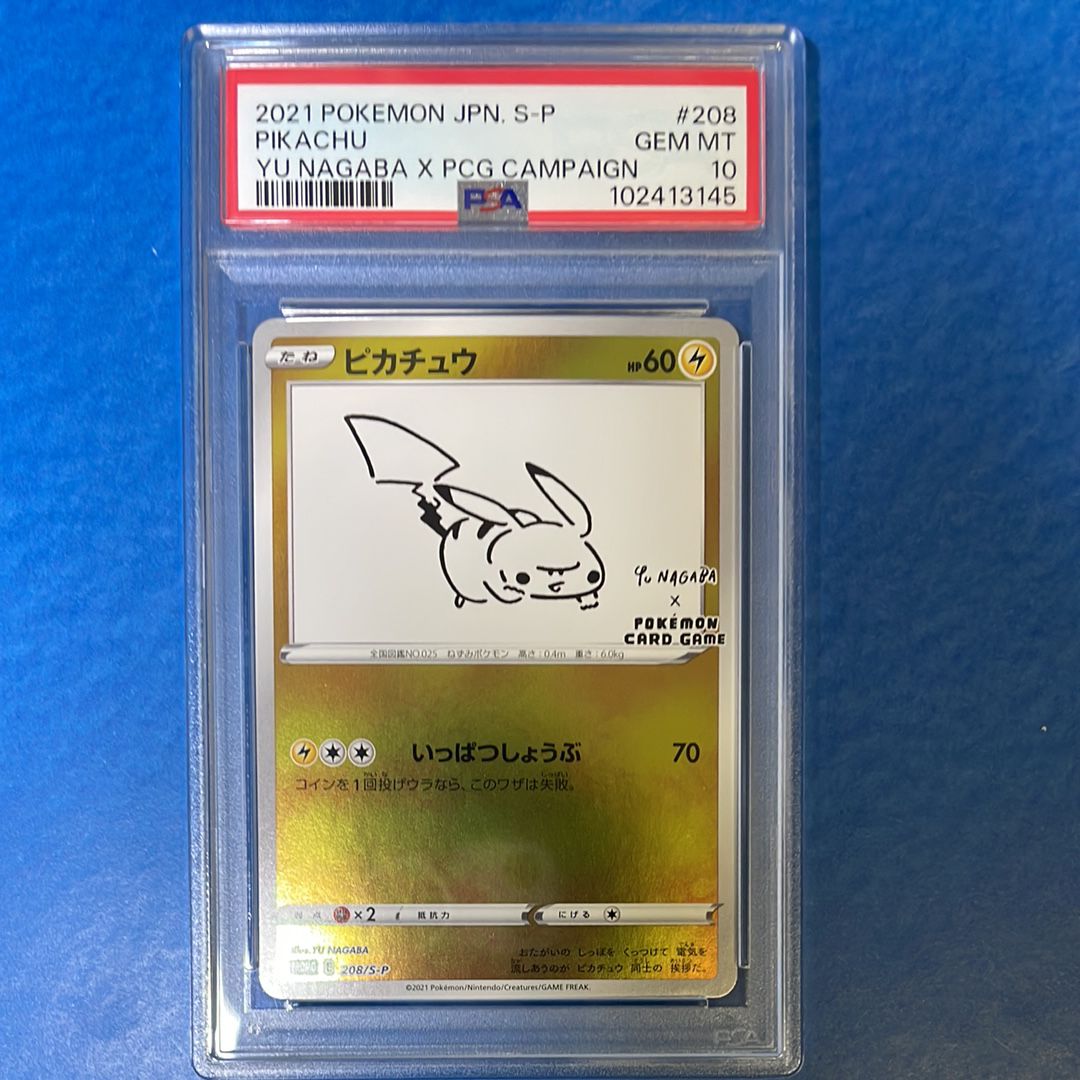 2021 POKEMON JPN. S-P #208
PIKACHU GEM MT
YU NAGABA X PCG CAMPAIGN 10
PSA 102413145
たね ピカチュウ HP60
YU NAGABA
×
POKÉMON
CARD GAME
全国図鑑NO.025 ねずみポケモン 高さ:0.4m 重さ:6.0kg
いっぱつしょうぶ 70
コインを1回投げウラなら、このワザは失敗。
×2 抵抗力 にげる
Illus. YU NAGABA
208/S-P
おたがいの しっぽを くっつけて 電気を
流しあうのが ピカチュウ 同士の 挨拶だ。
©2021 Pokémon/Nintendo/Creatures/GAME FREAK.
PSA